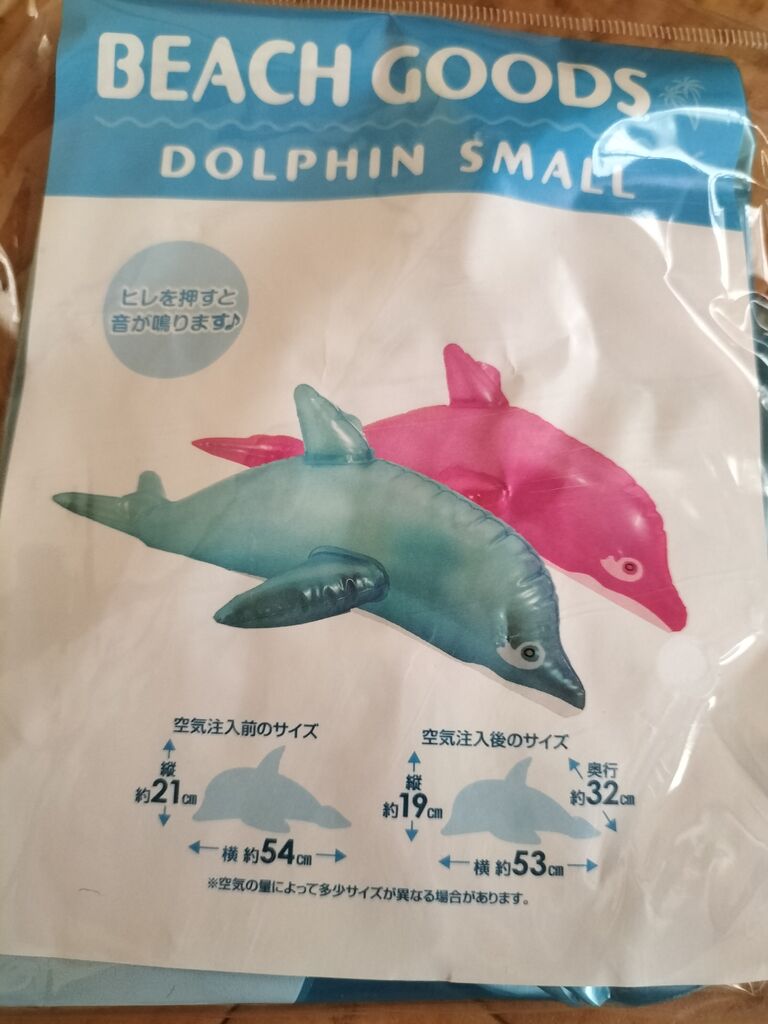 BEACH GOODS
DOLPHIN SMALL
ヒレを押すと
音が鳴ります♪
空気注入前のサイズ
縦
約21cm
横 約54cm
空気注入後のサイズ
縦
約19cm
奥行
約32cm
横 約53cm
※空気の量によって多少サイズが異なる場合があります。